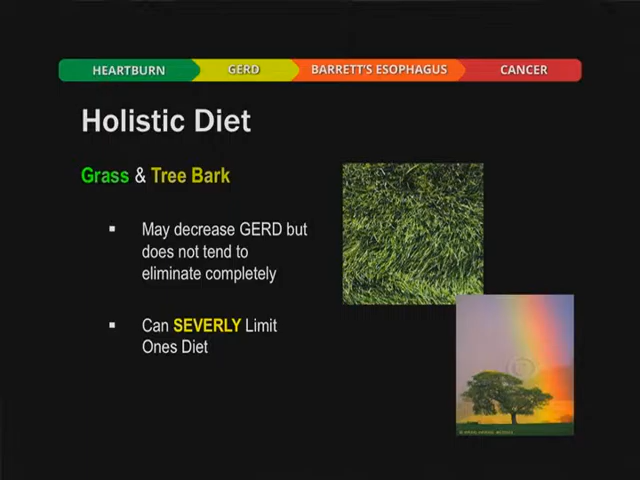 HEARTBURN GERD BARRETT'S ESOPHAGUS CANCER
Holistic Diet
Grass & Tree Bark
▪ May decrease GERD but
does not tend to
eliminate completely
▪ Can SEVERLY Limit
Ones Diet